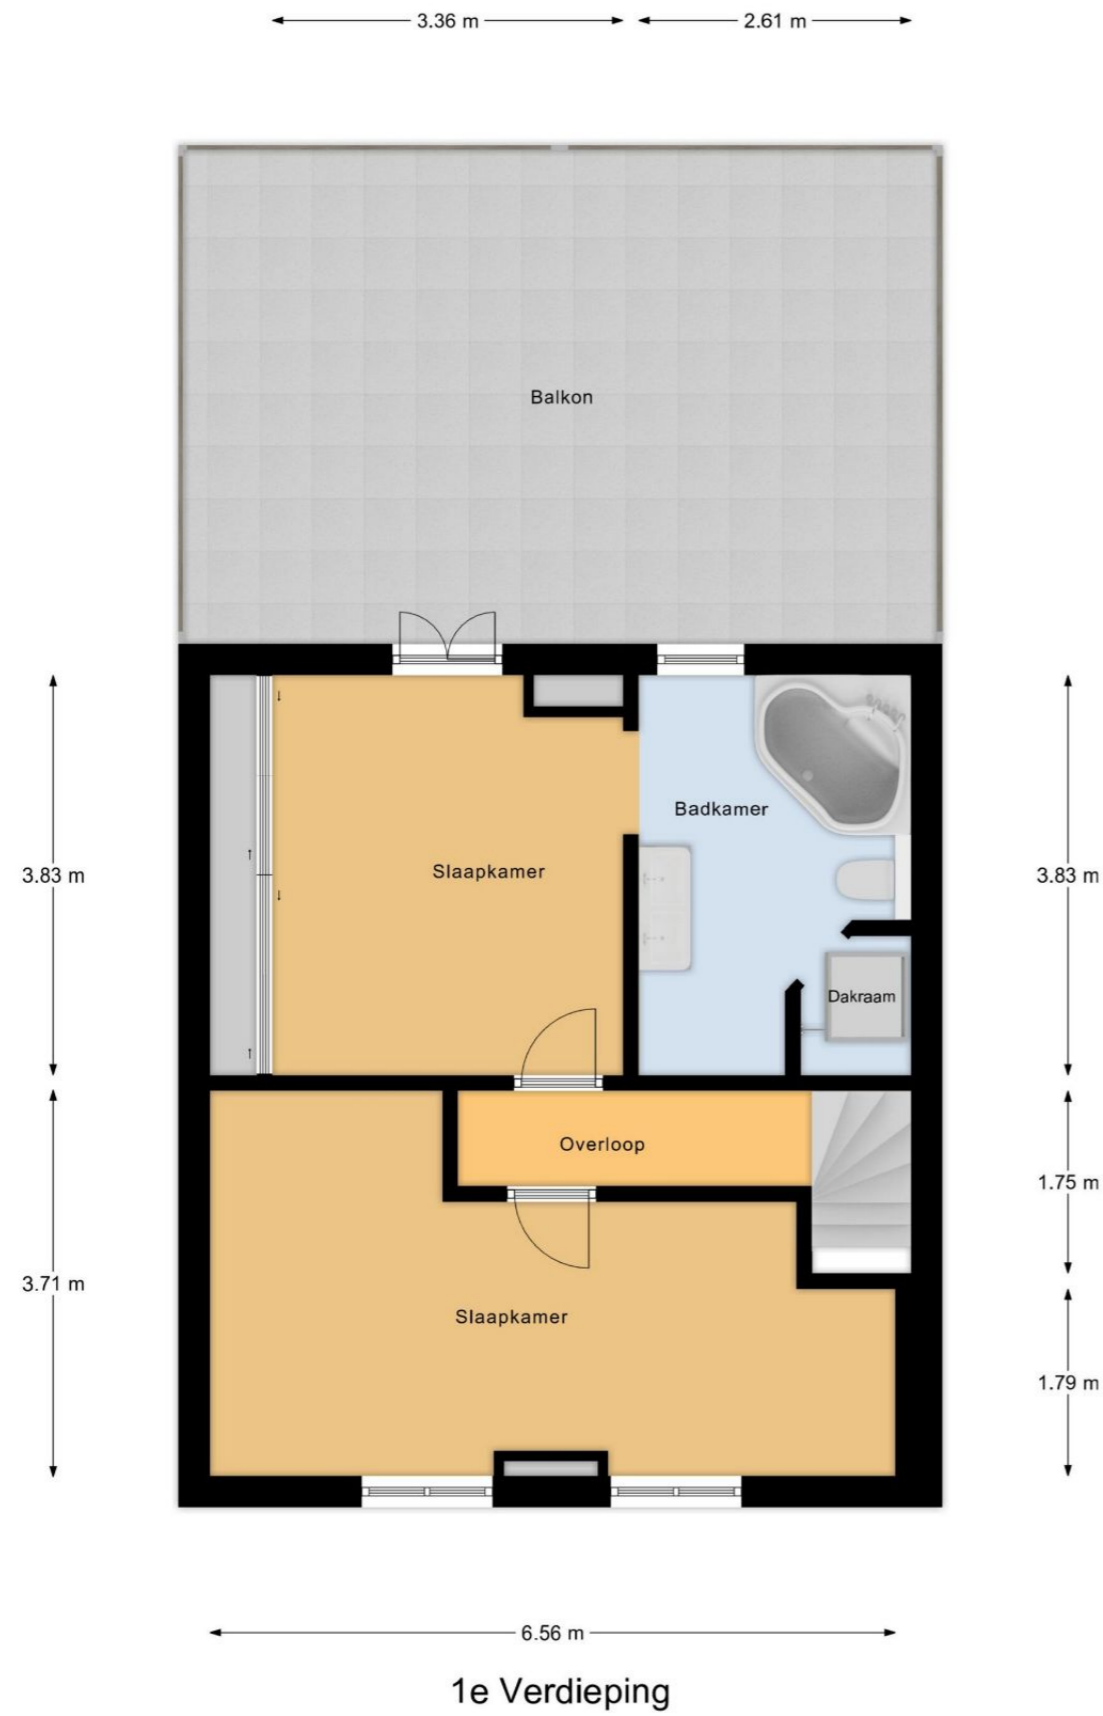 3.36 m
2.61 m
Balkon
Badkamer
Slaapkamer
3.83 m
3.83 m
Dakraam
Overloop
1.75 m
3.71 m
Slaapkamer
1.79 m
6.56 m
1e Verdieping